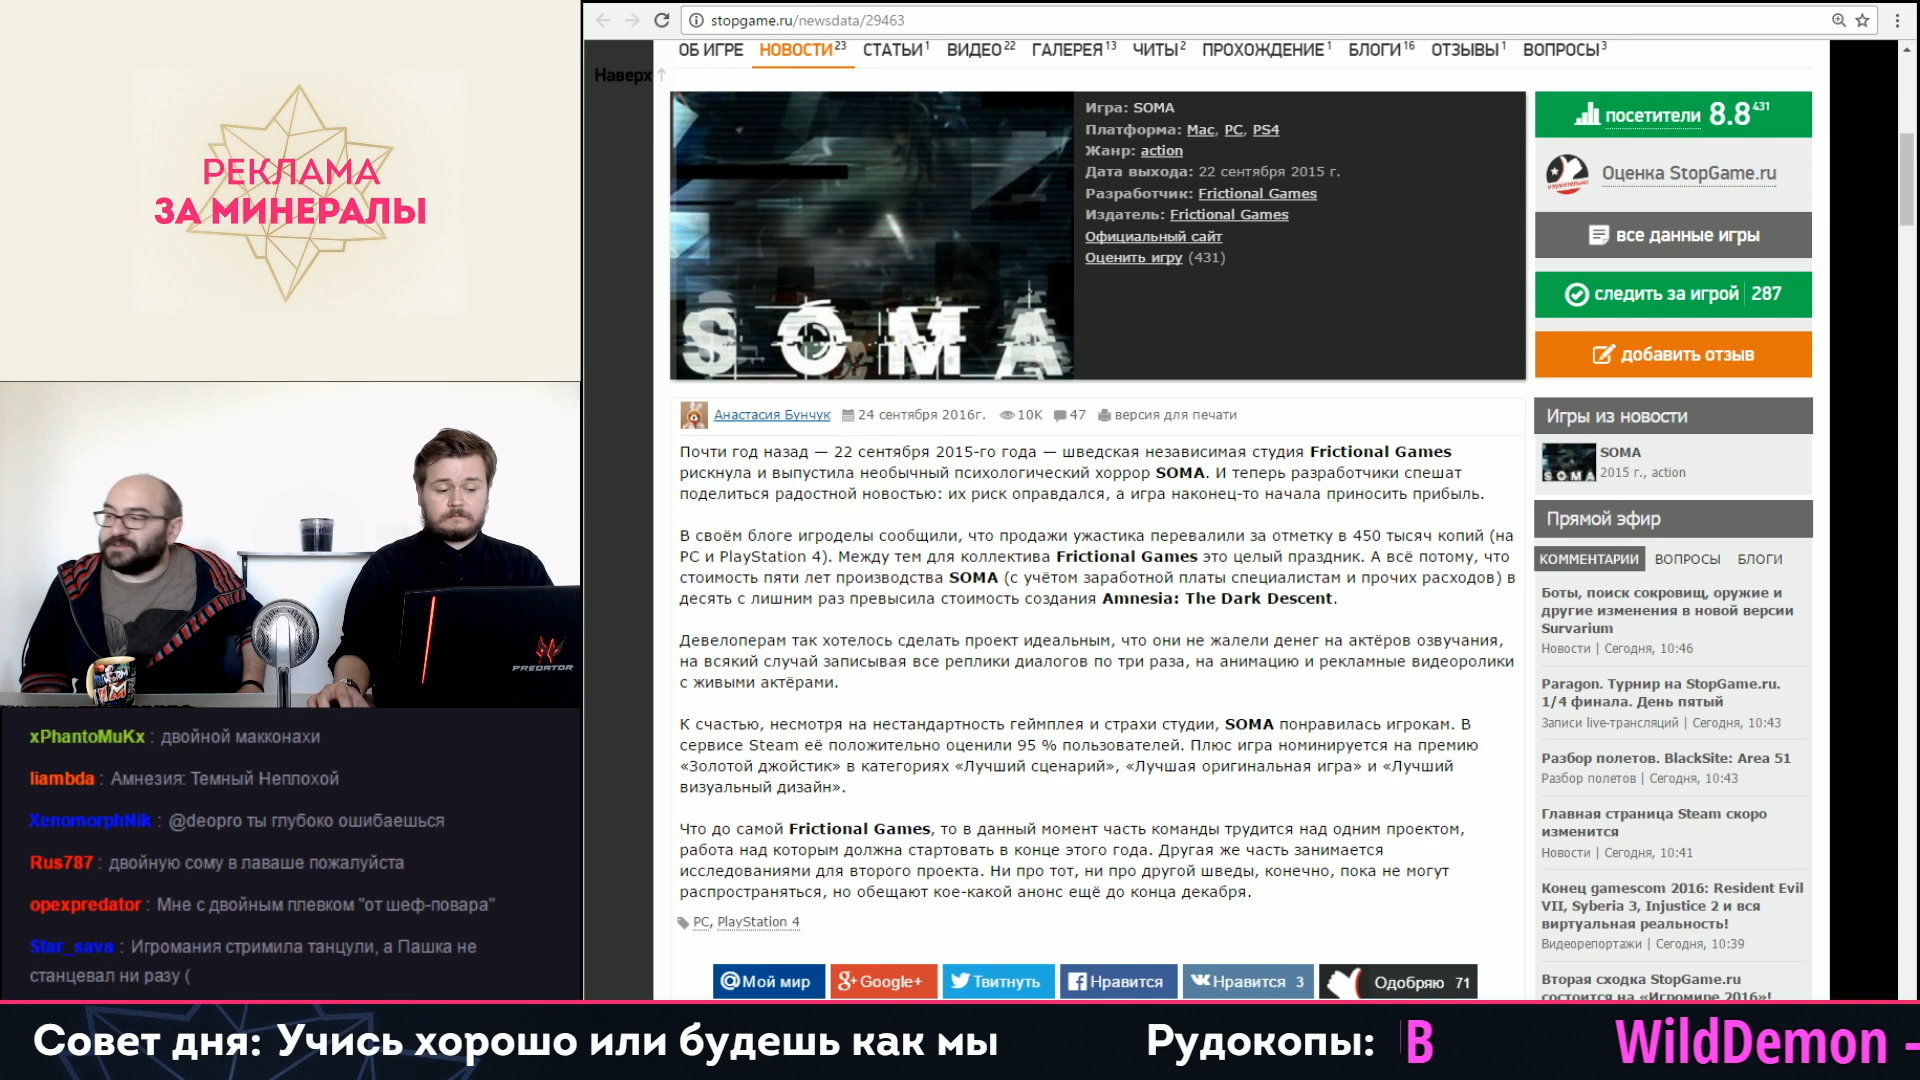 stopgame.ru/newsdata/29463
ОБ ИГРЕ НОВОСТИ23 СТАТЬИ1 ВИДЕО22 ГАЛЕРЕЯ13 ЧИТЫ2 ПРОХОЖДЕНИЕ1 БЛОГИ16 ОТЗЫВЫ1 ВОПРОСЫ3
Наверх ↑
РЕКЛАМА
ЗА МИНЕРАЛЫ
SOMA
Игра: SOMA
Платформа: Mac, PC, PS4
Жанр: action
Дата выхода: 22 сентября 2015 г.
Разработчик: Frictional Games
Издатель: Frictional Games
Официальный сайт
Оценить игру (431)
посетители 8.8 431
Оценка StopGame.ru
все данные игры
следить за игрой 287
добавить отзыв
Анастасия Бунчук 24 сентября 2016г. 10K 47 версия для печати
Почти год назад — 22 сентября 2015-го года — шведская независимая студия Frictional Games
рискнула и выпустила необычный психологический хоррор SOMA. И теперь разработчики спешат
поделиться радостной новостью: их риск оправдался, а игра наконец-то начала приносить прибыль.
В своём блоге игроделы сообщили, что продажи ужастика перевалили за отметку в 450 тысяч копий (на
PC и PlayStation 4). Между тем для коллектива Frictional Games это целый праздник. А всё потому, что
стоимость пяти лет производства SOMA (с учётом заработной платы специалистам и прочих расходов) в
десять с лишним раз превысила стоимость создания Amnesia: The Dark Descent.
Девелоперам так хотелось сделать проект идеальным, что они не жалели денег на актёров озвучания,
на всякий случай записывая все реплики диалогов по три раза, на анимацию и рекламные видеоролики
с живыми актёрами.
К счастью, несмотря на нестандартность геймплея и страхи студии, SOMA понравилась игрокам. В
сервисе Steam её положительно оценили 95 % пользователей. Плюс игра номинируется на премию
«Золотой джойстик» в категориях «Лучший сценарий», «Лучшая оригинальная игра» и «Лучший
визуальный дизайн».
Что до самой Frictional Games, то в данный момент часть команды трудится над одним проектом,
работа над которым должна стартовать в конце этого года. Другая же часть занимается
исследованиями для второго проекта. Ни про тот, ни про другой шведы, конечно, пока не могут
распространяться, но обещают кое-какой анонс ещё до конца декабря.
PC, PlayStation 4
Мой мир
g+ Google+
Твитнуть
Нравится
Нравится 3
Одобряю 71
Игры из новости
SOMA
SOMA
2015 г., action
Прямой эфир
КОММЕНТАРИИ ВОПРОСЫ БЛОГИ
Боты, поиск сокровищ, оружие и
другие изменения в новой версии
Survarium
Новости | Сегодня, 10:46
Paragon. Турнир на StopGame.ru.
1/4 финала. День пятый
Записи live-трансляций | Сегодня, 10:43
Разбор полетов. BlackSite: Area 51
Разбор полетов | Сегодня, 10:43
Главная страница Steam скоро
изменится
Новости | Сегодня, 10:41
Конец gamescom 2016: Resident Evil
VII, Syberia 3, Injustice 2 и вся
виртуальная реальность!
Видеорепортажи | Сегодня, 10:39
Вторая сходка StopGame.ru
состоится на «Игромире 2016»!
PREDATOR
xPhantoMuKx : двойной макконахи
liambda : Амнезия: Темный Неплохой
XenomorphNik : @deopro ты глубоко ошибаешься
Rus787 : двойную сому в лаваше пожалуйста
opexpredator : Мне с двойным плевком "от шеф-повара"
Star_sava : Игромания стримила танцули, а Пашка не
станцевал ни разу (
Совет дня: Учись хорошо или будешь как мы
Рудокопы: В WildDemon -